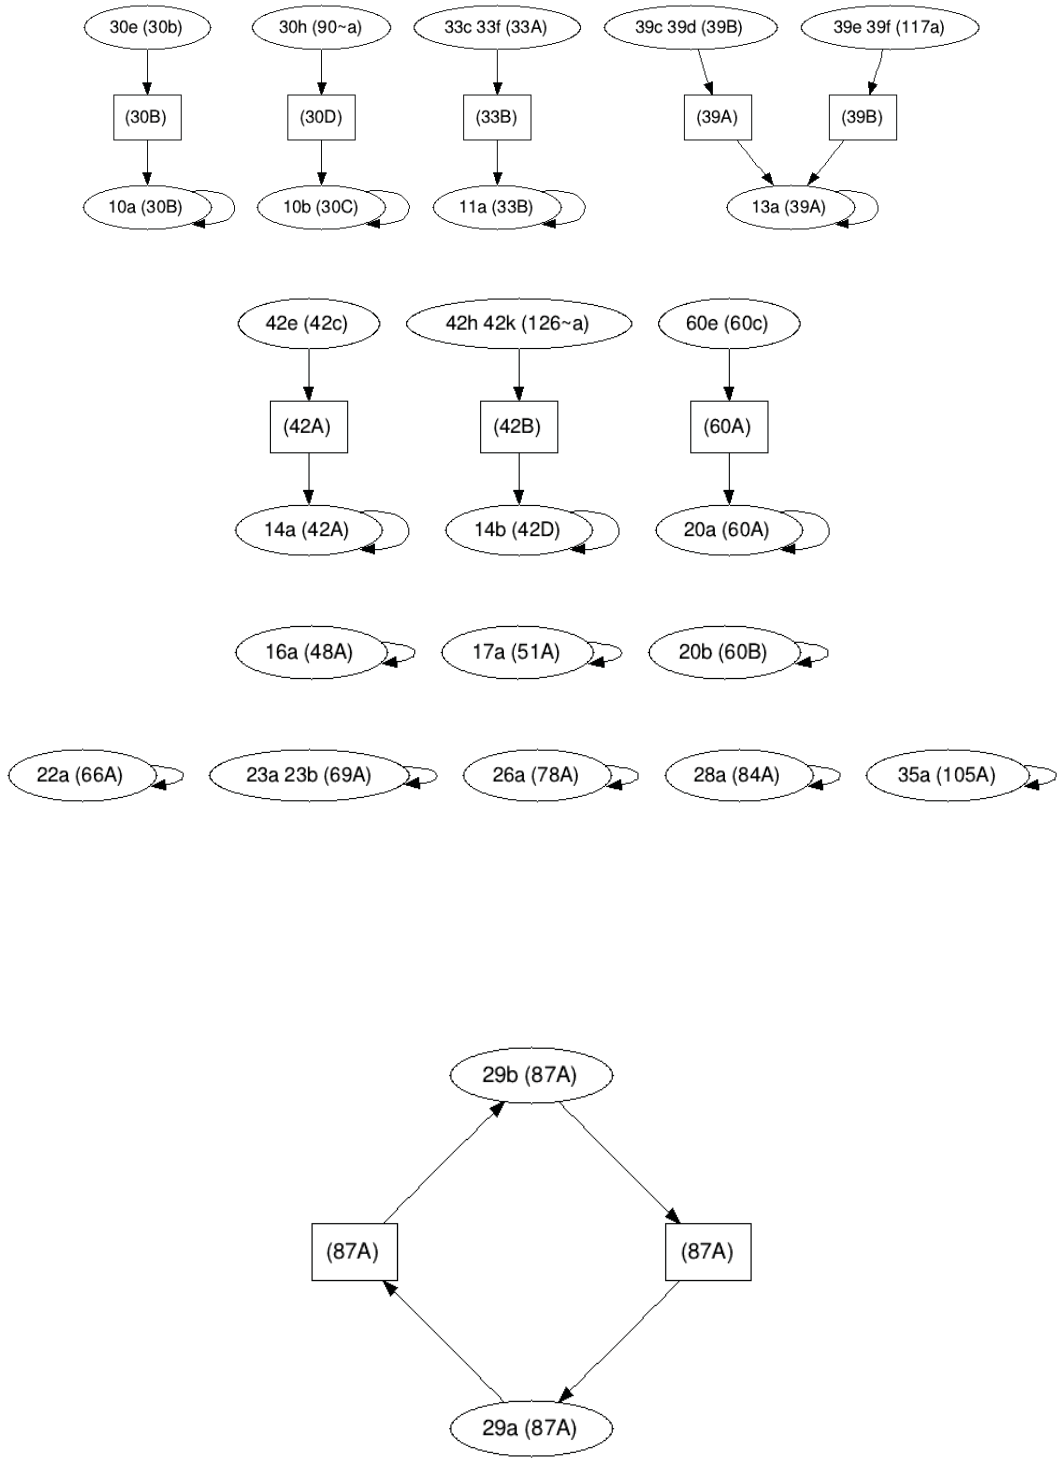 30e (30b) 30h (90~a) 33c 33f (33A) 39c 39d (39B) 39e 39f (117a)
(30B) (30D) (33B) (39A) (39B)
10a (30B) 10b (30C) 11a (33B) 13a (39A)
42e (42c) 42h 42k (126~a) 60e (60c)
(42A) (42B) (60A)
14a (42A) 14b (42D) 20a (60A)
16a (48A) 17a (51A) 20b (60B)
22a (66A) 23a 23b (69A) 26a (78A) 28a (84A) 35a (105A)
29b (87A)
(87A) (87A)
29a (87A)